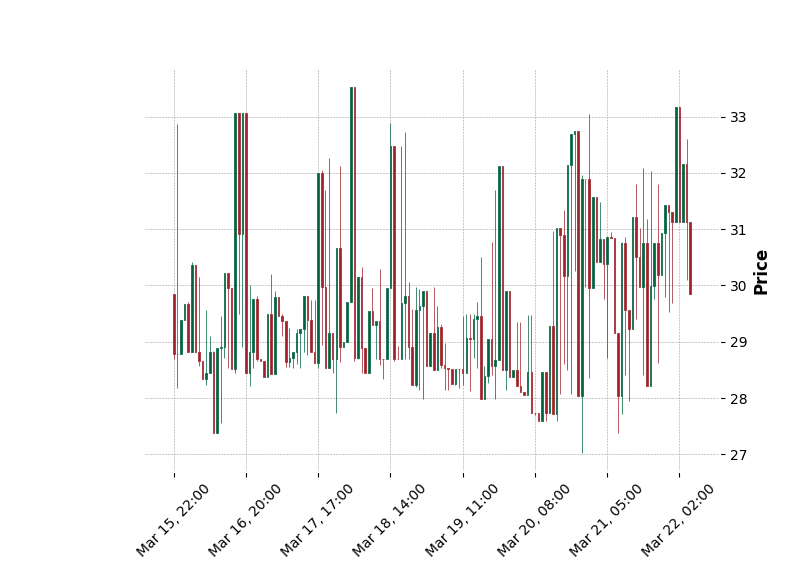 33
32
31
30
29
28
27
Price
Mar 15, 22:00
Mar 16, 20:00
Mar 17, 17:00
Mar 18, 14:00
Mar 19, 11:00
Mar 20, 08:00
Mar 21, 05:00
Mar 22, 02:00